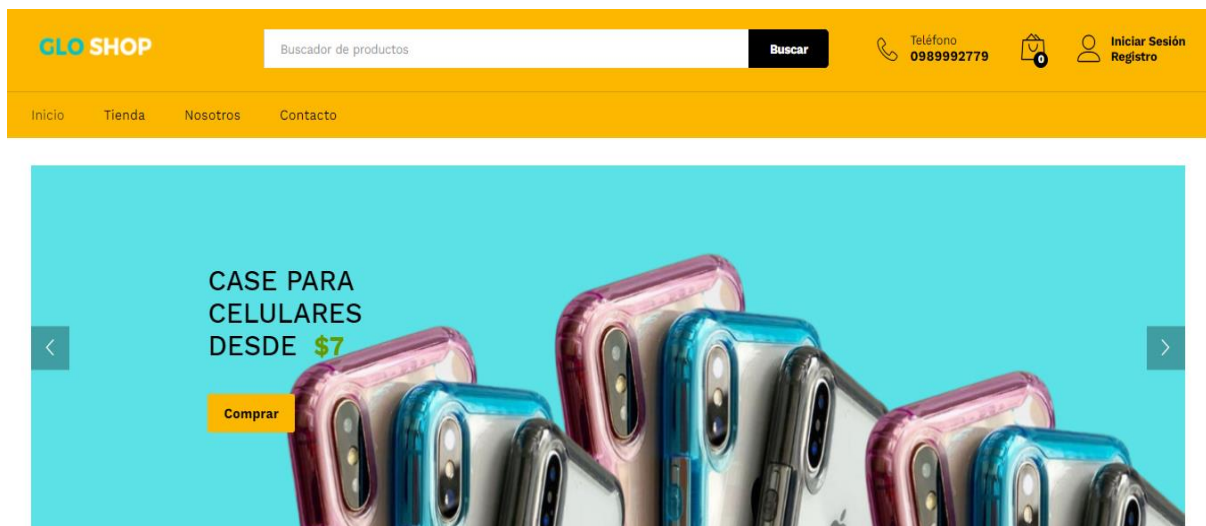 GLO SHOP
Buscador de productos
Buscar
Teléfono
0989992779
0
Iniciar Sesión
Registro
Inicio
Tienda
Nosotros
Contacto
CASE PARA
CELULARES
DESDE $7
Comprar